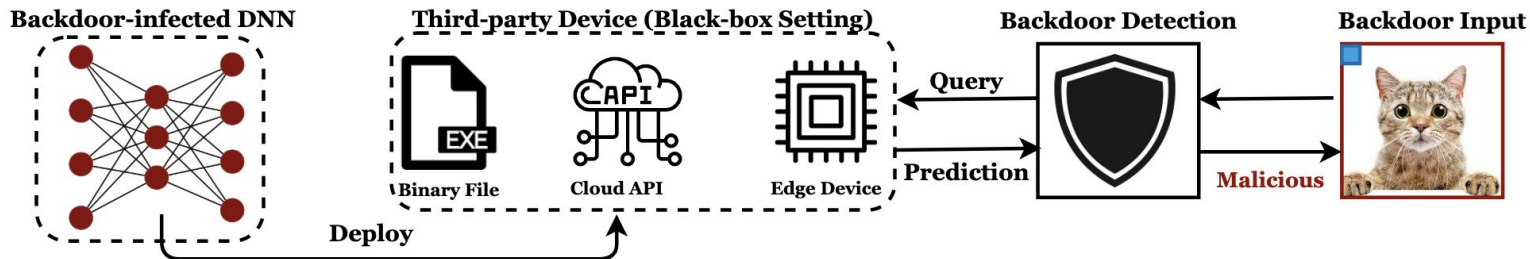 Backdoor-infected DNN
Third-party Device (Black-box Setting)
Backdoor Detection
Backdoor Input
EXE
API
Query
Prediction
Malicious
Binary File
Cloud API
Edge Device
Deploy